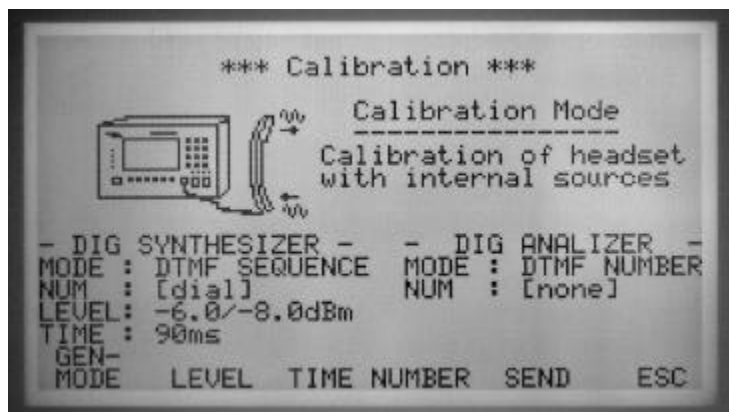 *** Calibration ***
Calibration Mode
Calibration of headset
with internal sources
- DIG SYNTHESIZER -
MODE : DTMF SEQUENCE
NUM : [dial]
LEVEL: -6.0/-8.0dBm
TIME : 90ms
- DIG ANALIZER -
MODE : DTMF NUMBER
NUM : [none]
GEN-
MODE LEVEL TIME NUMBER SEND ESC